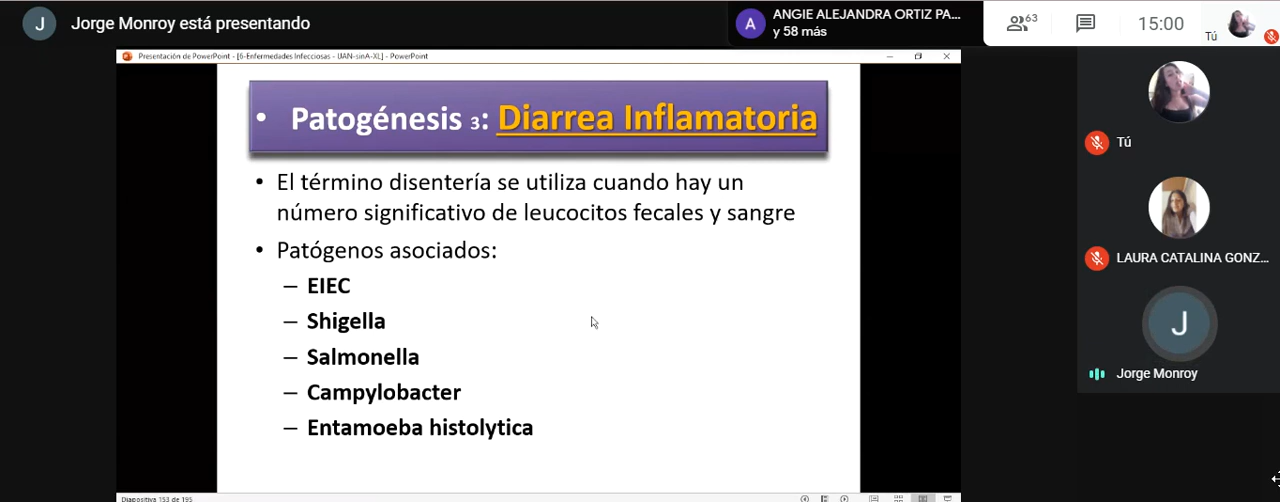 J Jorge Monroy está presentando
A ANGIE ALEJANDRA ORTIZ PA...
y 58 más
63
15:00
Tú
Presentación de PowerPoint - [6-Enfermedades Infecciosas - UAN-sinA-XL] - PowerPoint
• Patogénesis 3: Diarrea Inflamatoria
• El término disentería se utiliza cuando hay un
número significativo de leucocitos fecales y sangre
• Patógenos asociados:
– EIEC
– Shigella
– Salmonella
– Campylobacter
– Entamoeba histolytica
Diapositiva 153 de 195
Tú
LAURA CATALINA GONZ...
J
Jorge Monroy